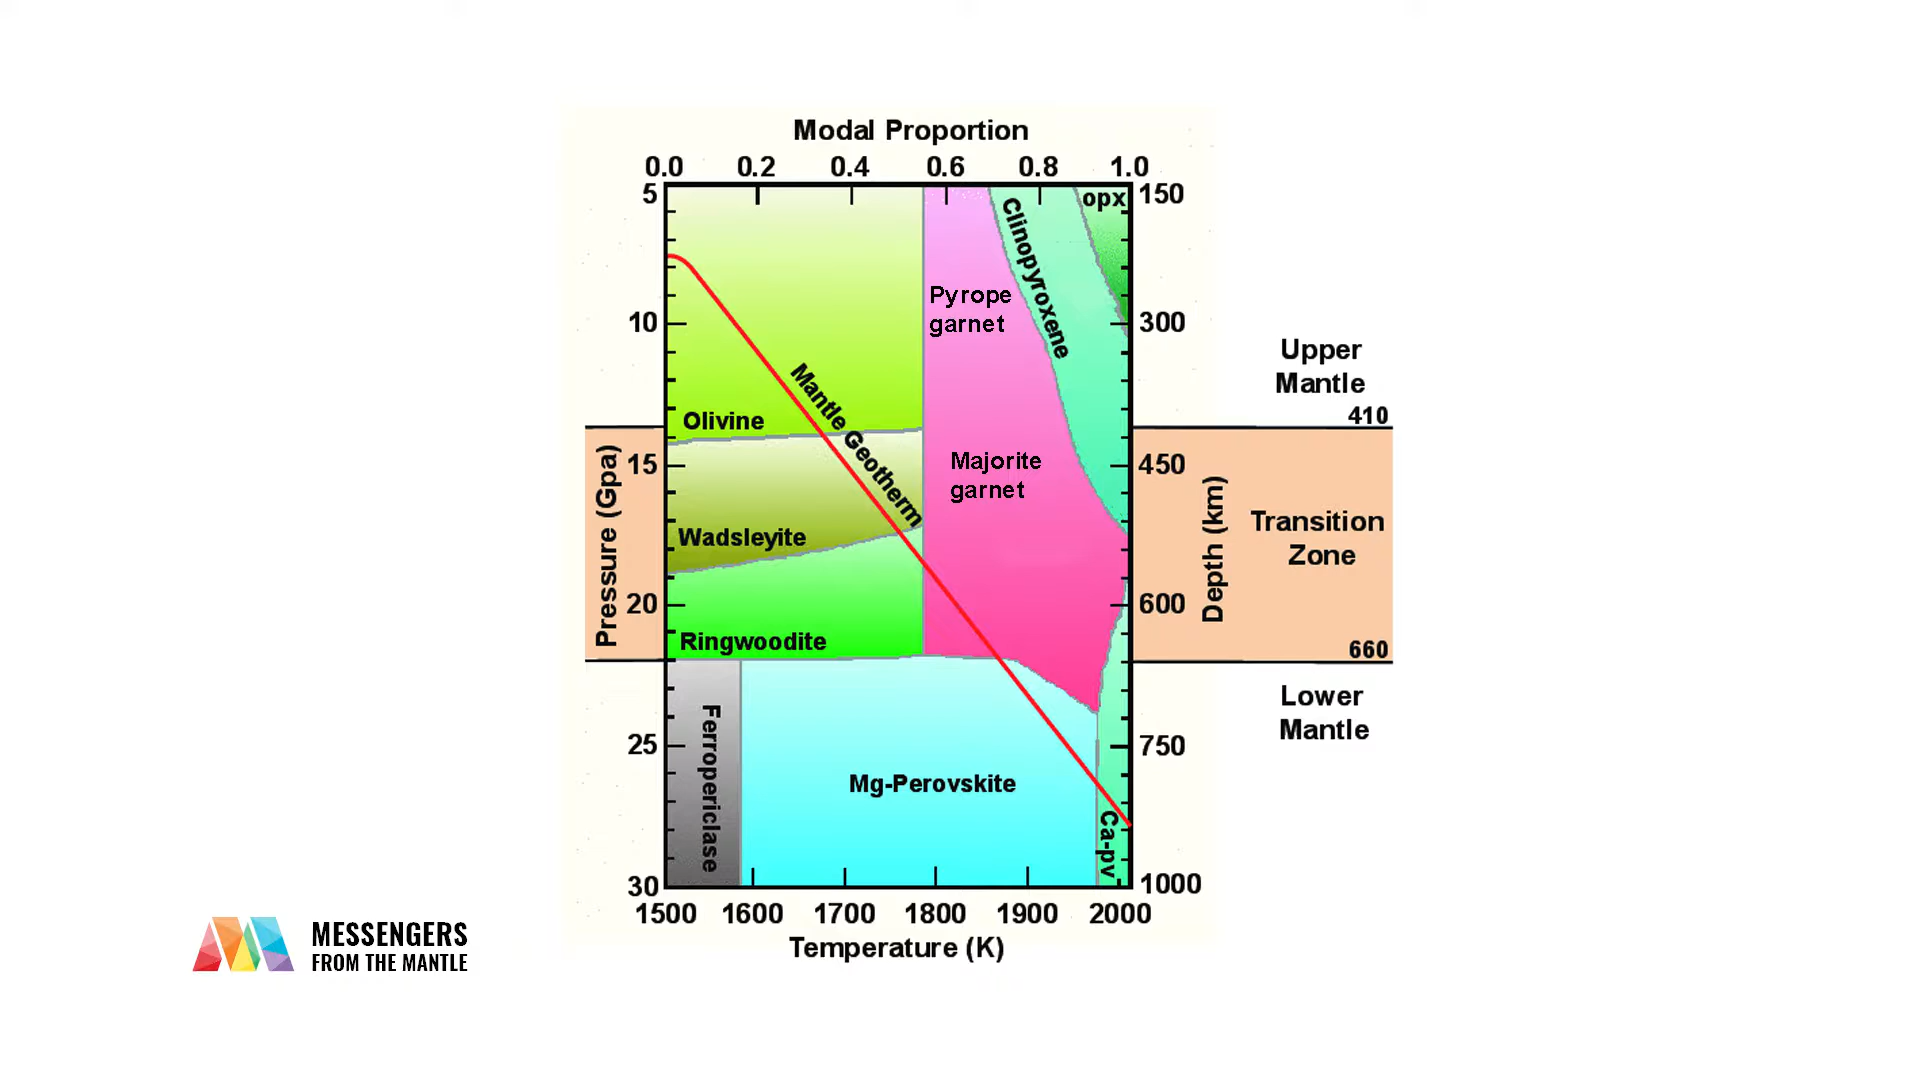 Modal Proportion
0.0 0.2 0.4 0.6 0.8 1.0
5
10
15
20
25
30
Pressure (Gpa)
150
300
450
600
750
1000
Depth (km)
opx
Clinopyroxene
Pyrope
garnet
Mantle Geotherm
Olivine
Majorite
garnet
Wadsleyite
Ringwoodite
Ferropericlase
Mg-Perovskite
Ca-pv
1500 1600 1700 1800 1900 2000
Temperature (K)
Upper
Mantle
410
Transition
Zone
660
Lower
Mantle
MESSENGERS
FROM THE MANTLE